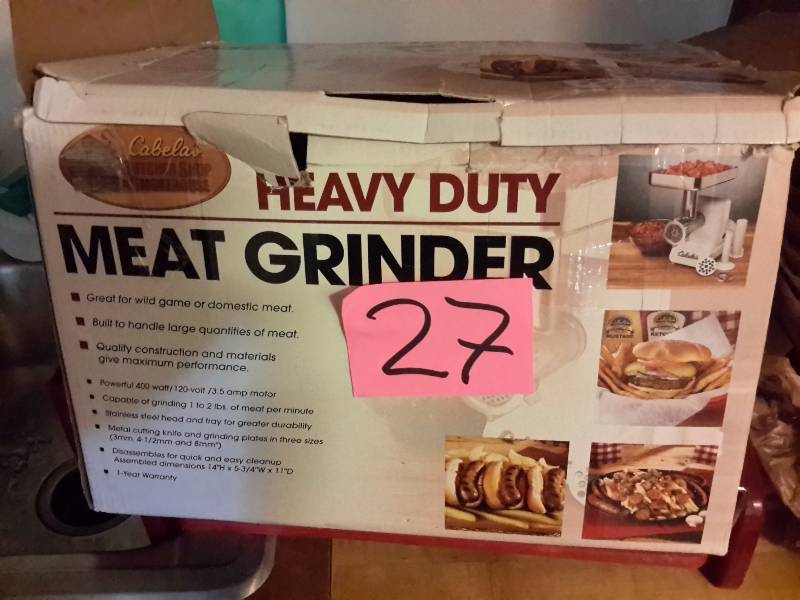 Cabela's
HEAVY DUTY
MEAT GRINDER
Great for wild game or domestic meat.
Built to handle large quantities of meat.
Quality construction and materials
give maximum performance.
Powerful 400 watt/120-volt /3.5 amp motor
Capable of grinding 1 to 2 lbs. of meat per minute
Stainless steel head and tray for greater durability
Metal cutting knife and grinding plates in three sizes
(3mm, 4-1/2mm and 8mm")
Disassembles for quick and easy cleanup
Assembled dimensions 14"H x 5-3/4"W x 11"D
1-Year Warranty
27
Cabela's
MUSTARD